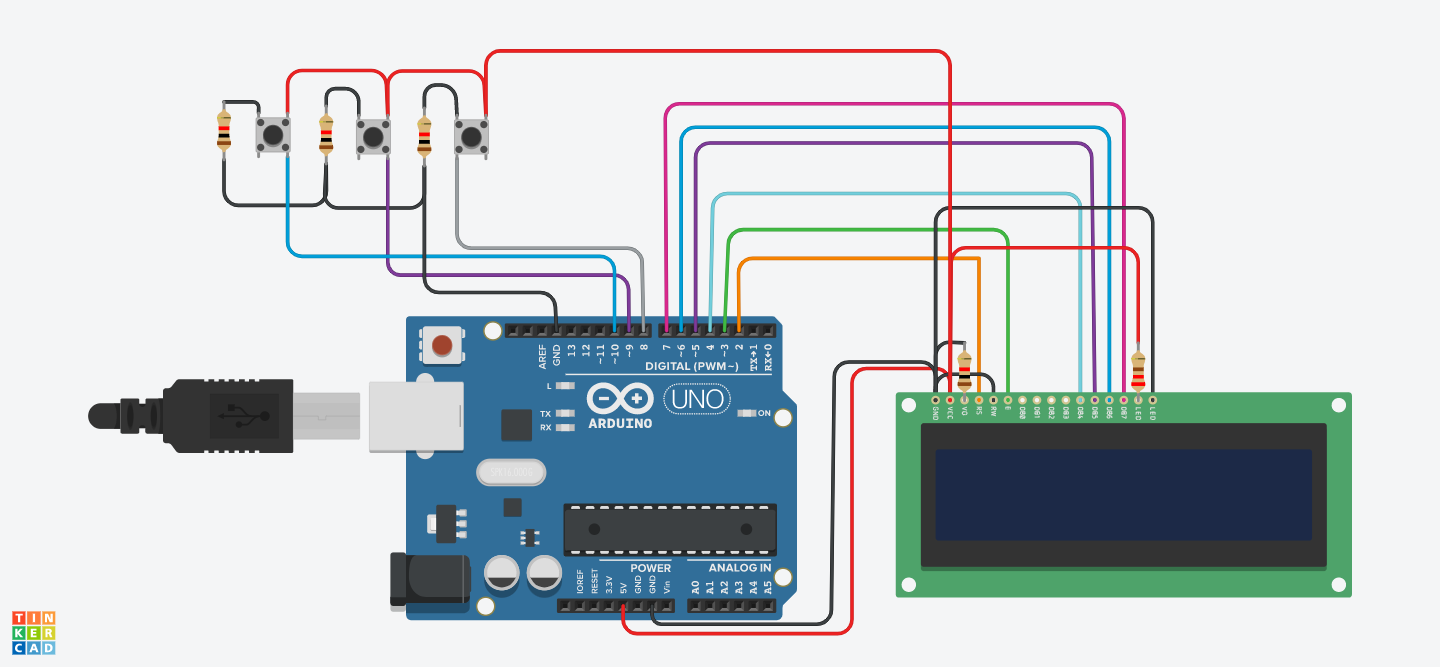 AREF
GND
13
12
~11
~10
~9
8
7
~6
~5
4
~3
2
TX→1
RX←0
DIGITAL (PWM~)
L
TX
RX
UNO
ON
ARDUINO
POWER
ANALOG IN
IOREF
RESET
3.3V
5V
GND
GND
Vin
A0
A1
A2
A3
A4
A5
GND
VCC
V0
RS
RW
E
DB0
DB1
DB2
DB3
DB4
DB5
DB6
DB7
LED
LED
TIN
KER
CAD